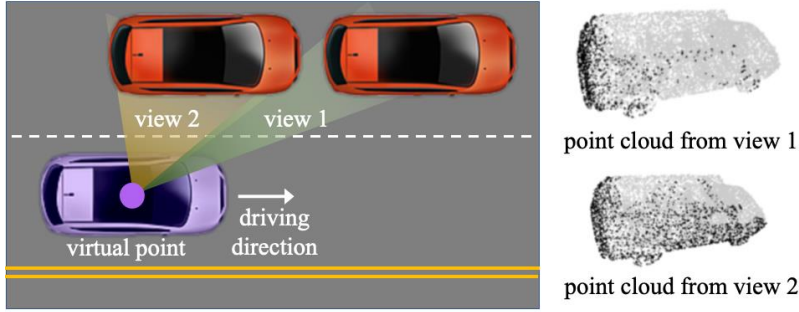 view 2
view 1
virtual point
driving
direction
point cloud from view 1
point cloud from view 2